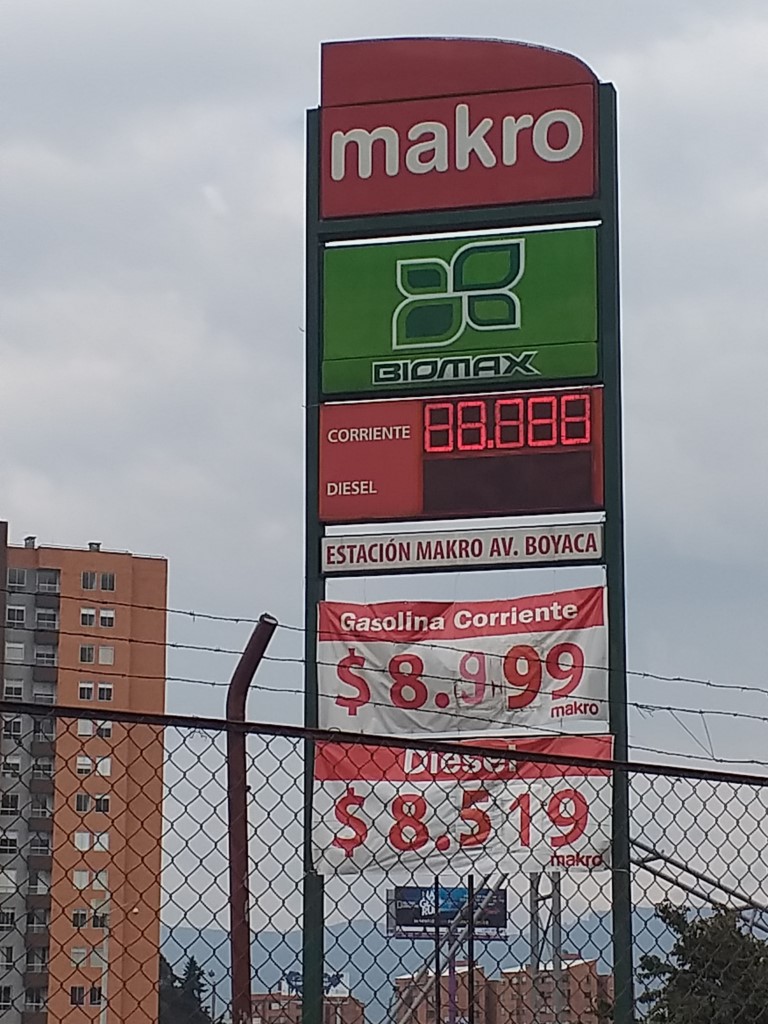 makro
BIOMAX
CORRIENTE 88.888
DIESEL
ESTACIÓN MAKRO AV. BOYACA
Gasolina Corriente
$8.999
makro
Diesel
$8.519
makro